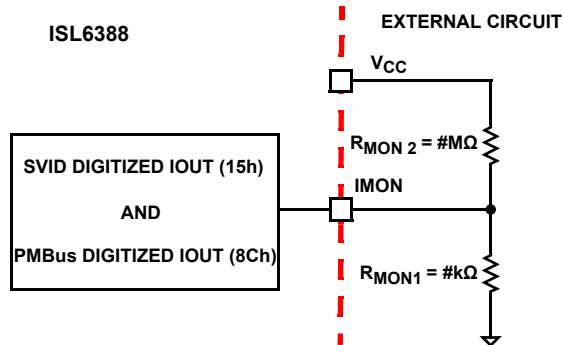 ISL6388
EXTERNAL CIRCUIT
VCC
RMON 2 = #MΩ
SVID DIGITIZED IOUT (15h)
AND
PMBus DIGITIZED IOUT (8Ch)
IMON
RMON1 = #kΩ